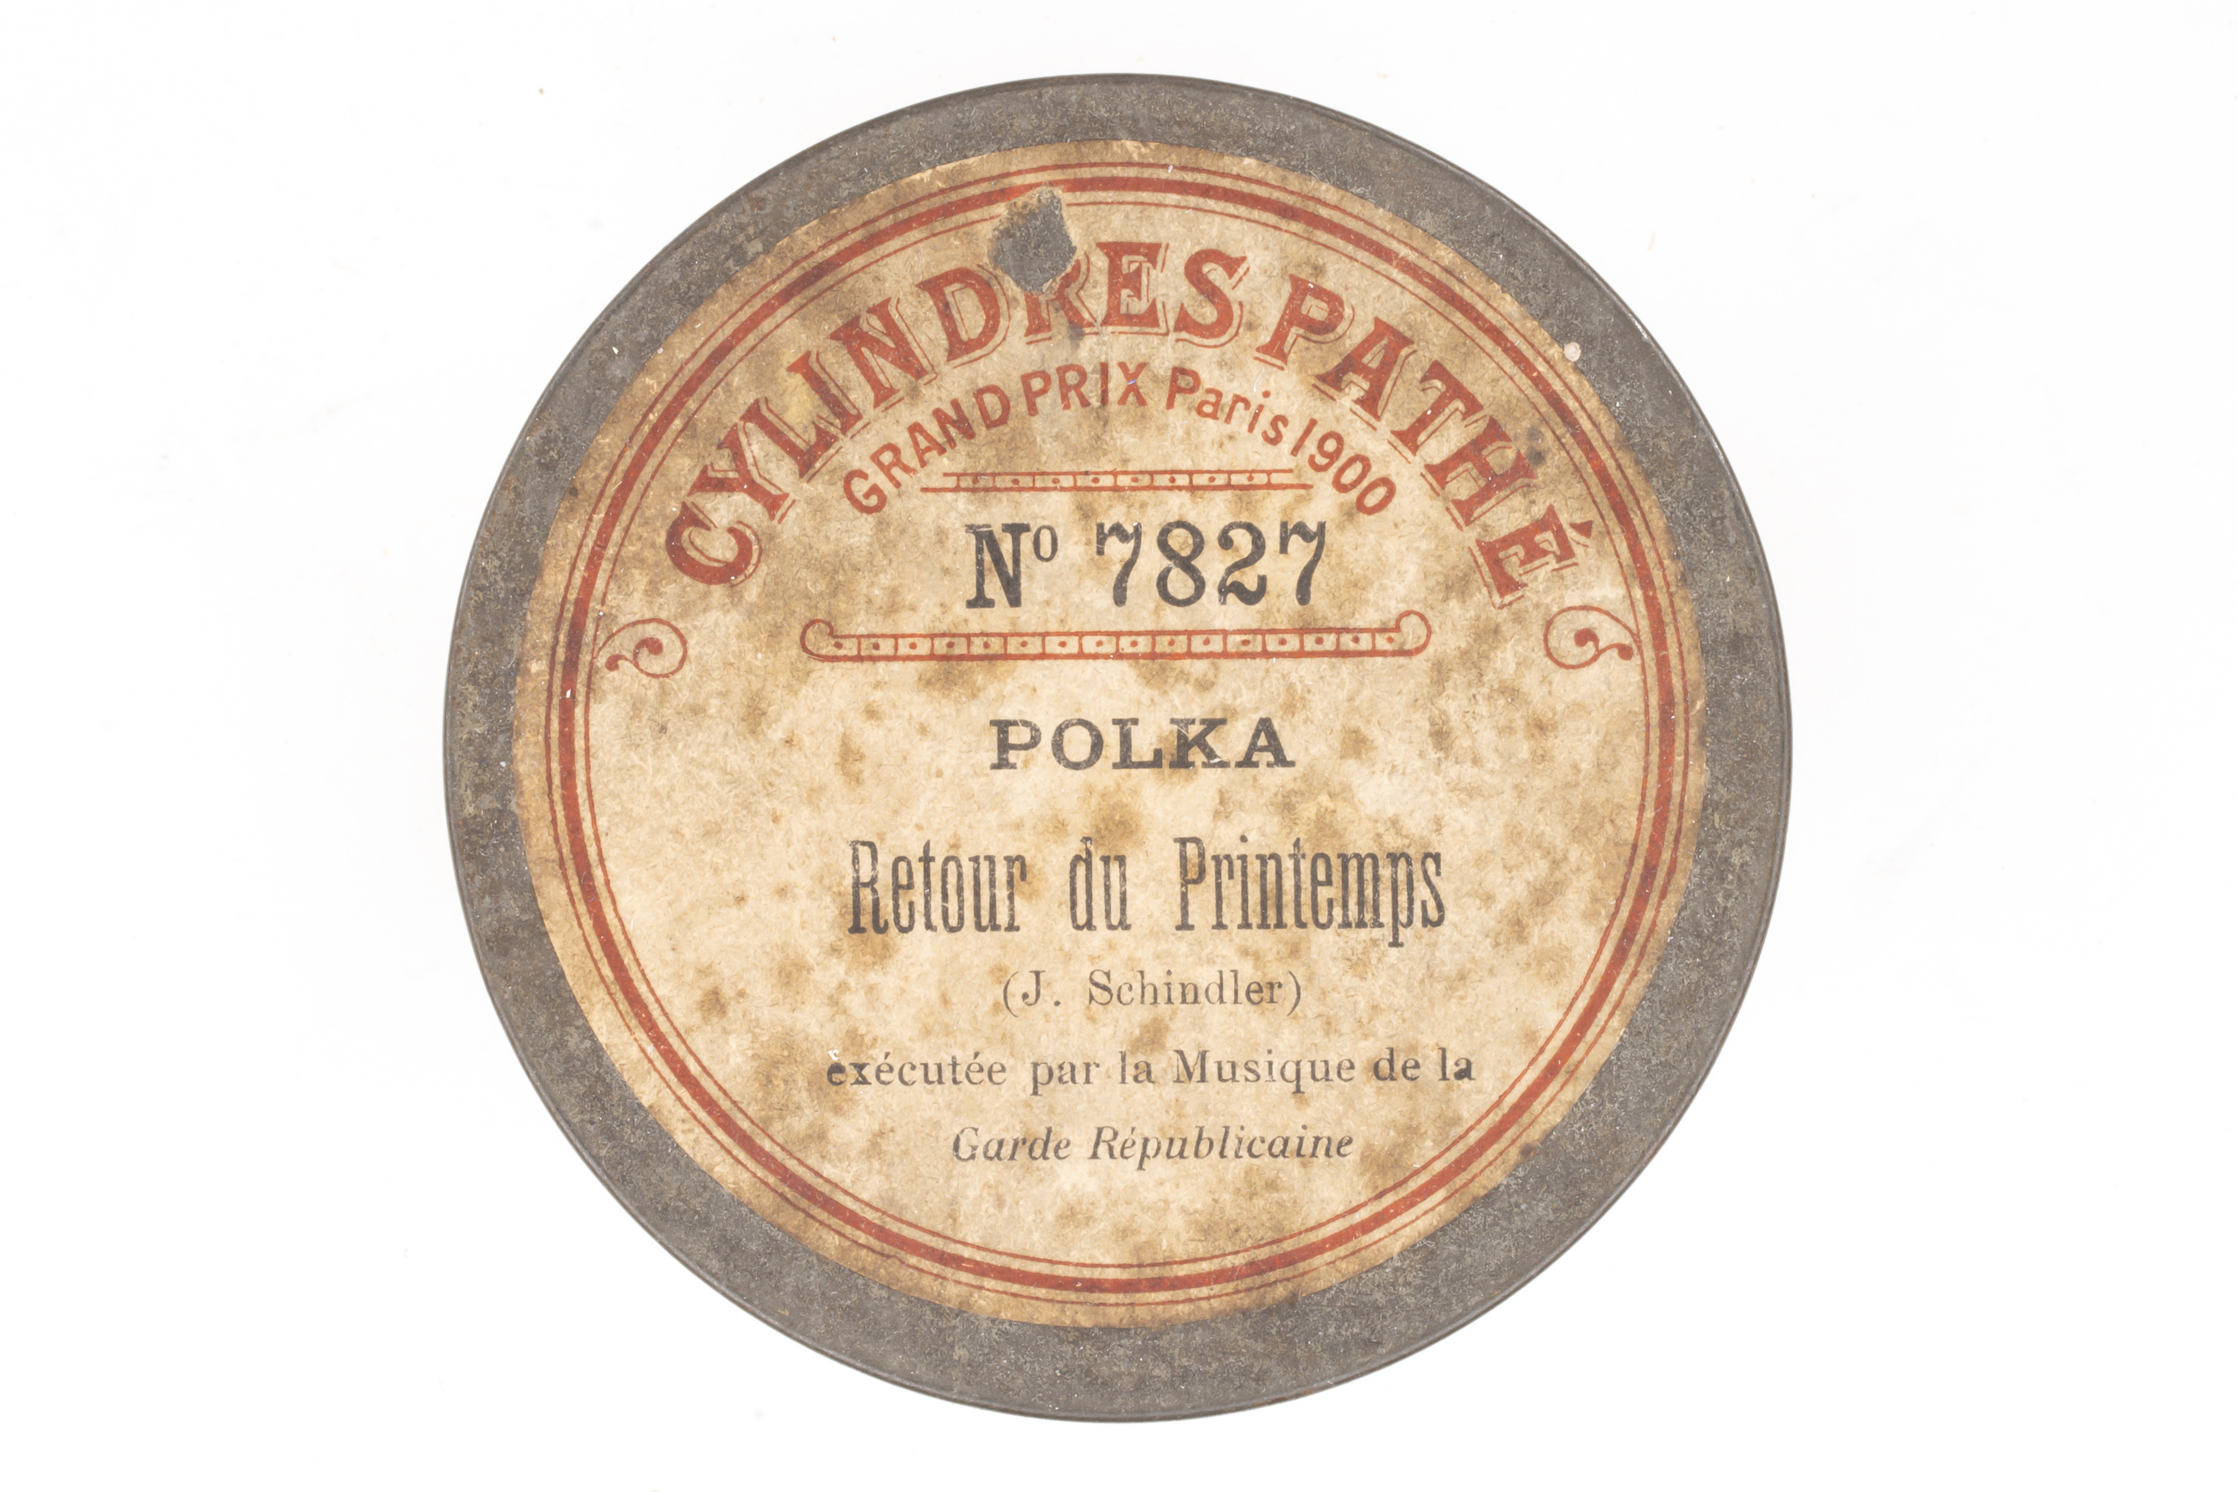 CYLINDRES PATHÉ
GRAND PRIX Paris 1900
Nº 7827
POLKA
Retour du Printemps
(J. Schindler)
exécutée par la Musique de la
Garde Républicaine